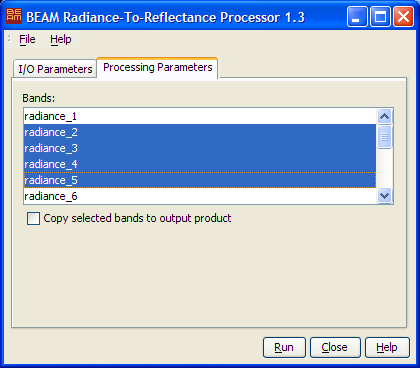 BEAM Radiance-To-Reflectance Processor 1.3
File Help
I/O Parameters Processing Parameters
Bands:
radiance_1
radiance_2
radiance_3
radiance_4
radiance_5
radiance_6
Copy selected bands to output product
Run Close Help